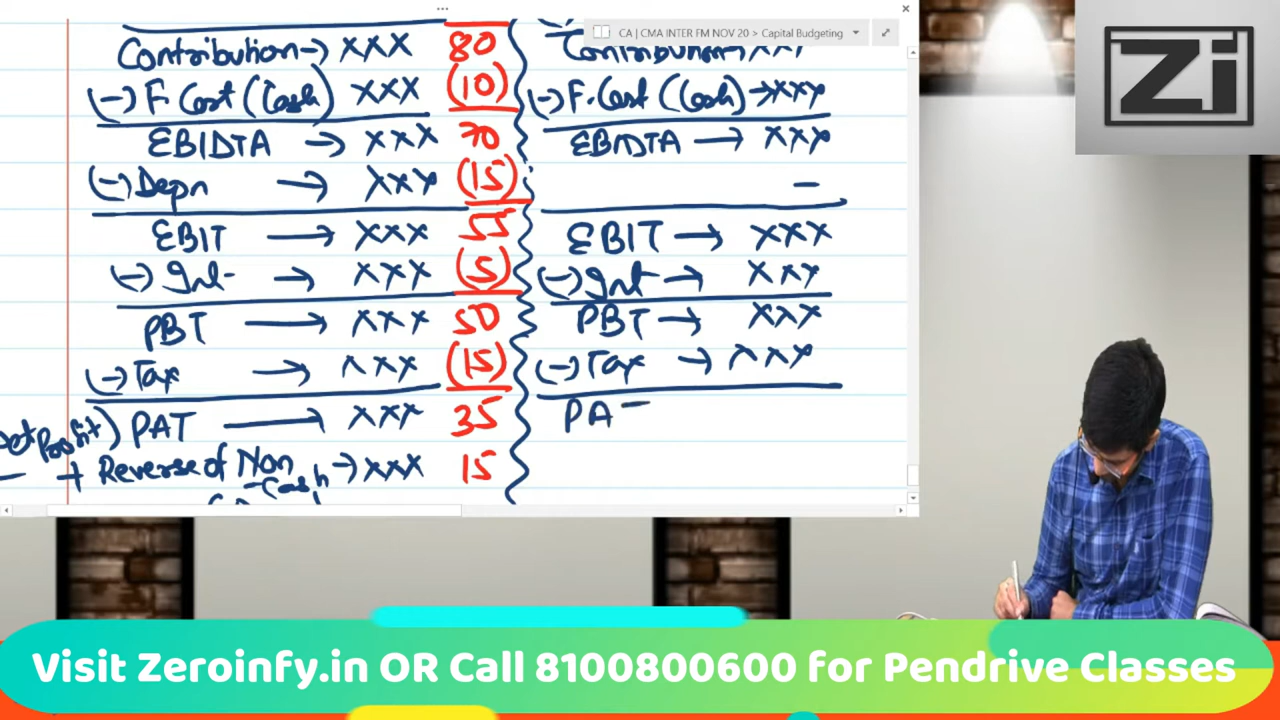 CA | CMA INTER FM NOV 20 > Capital Budgeting
Zi
Contribution → XXX 80
(-) F. Cost (Cash) XXX (10)
EBIDTA → XXX 70
(-) Depn → XXX (15)
EBIT → XXX 55
(-) Int → XXX (5)
PBT → XXX 50
(-) Tax → XXX (15)
Profit) PAT → XXX 35
+ Reverse of Non → XXX 15
-Cash
Contribution → XXX
(-) F. Cost (Cash) → XXX
→ XXX
-
EBIT → XXX
(-) Int → XXX
PBT → XXX
(-) Tax → XXX
PA-
Visit Zeroinfy.in OR Call 8100800600 for Pendrive Classes